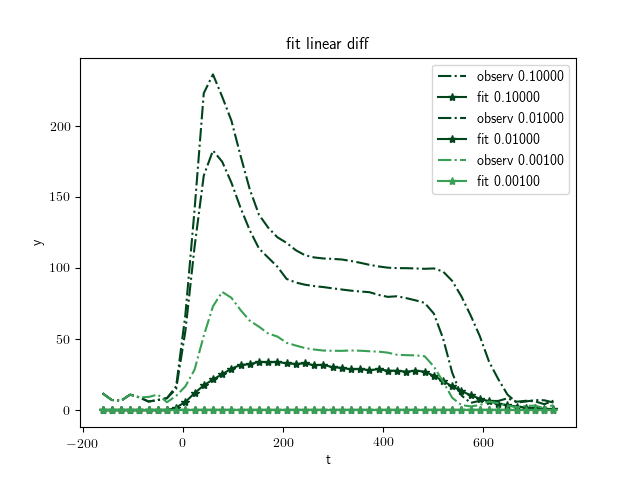 fit linear diff
observ 0.10000
fit 0.10000
observ 0.01000
fit 0.01000
observ 0.00100
fit 0.00100
y
200
150
100
50
0
−200
0
200
400
600
t